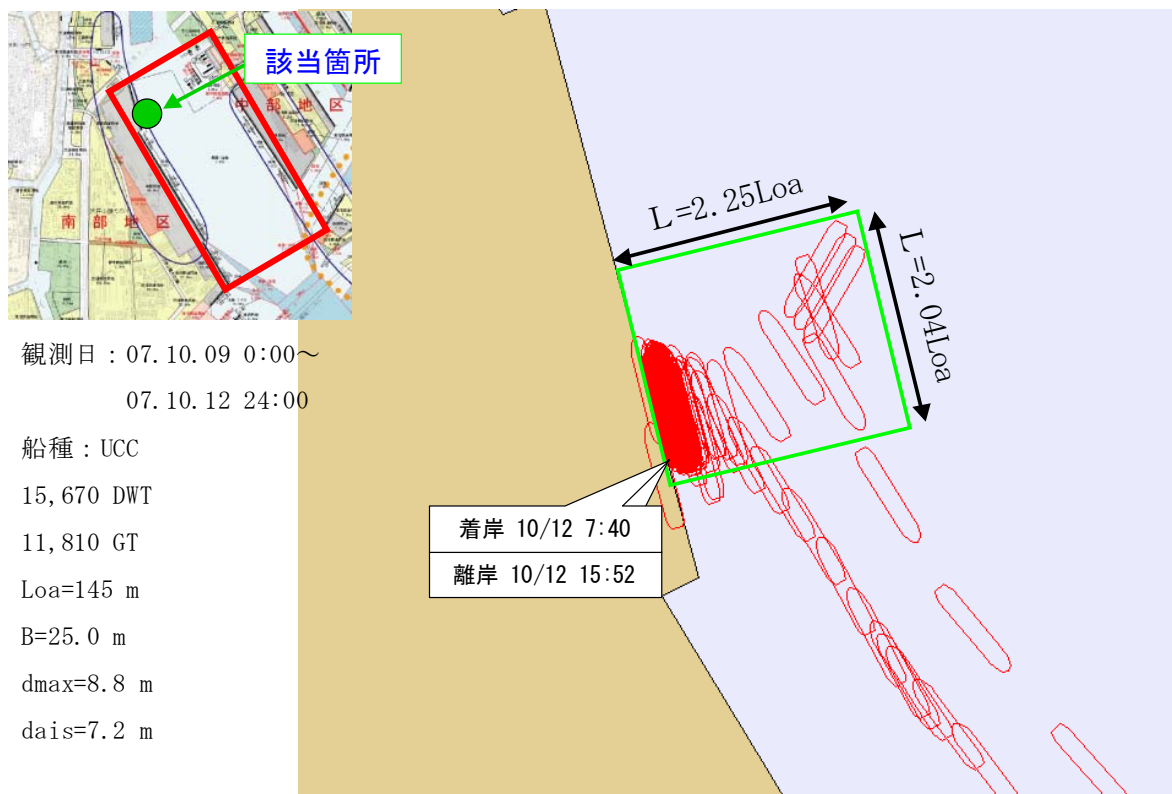 該当箇所
中部地区
南部地区
観測日：07.10.09 0:00～
07.10.12 24:00
船種：UCC
15,670 DWT
11,810 GT
Loa=145 m
B=25.0 m
dmax=8.8 m
dais=7.2 m
L=2.25Loa
L=2.04Loa
着岸 10/12 7:40
離岸 10/12 15:52